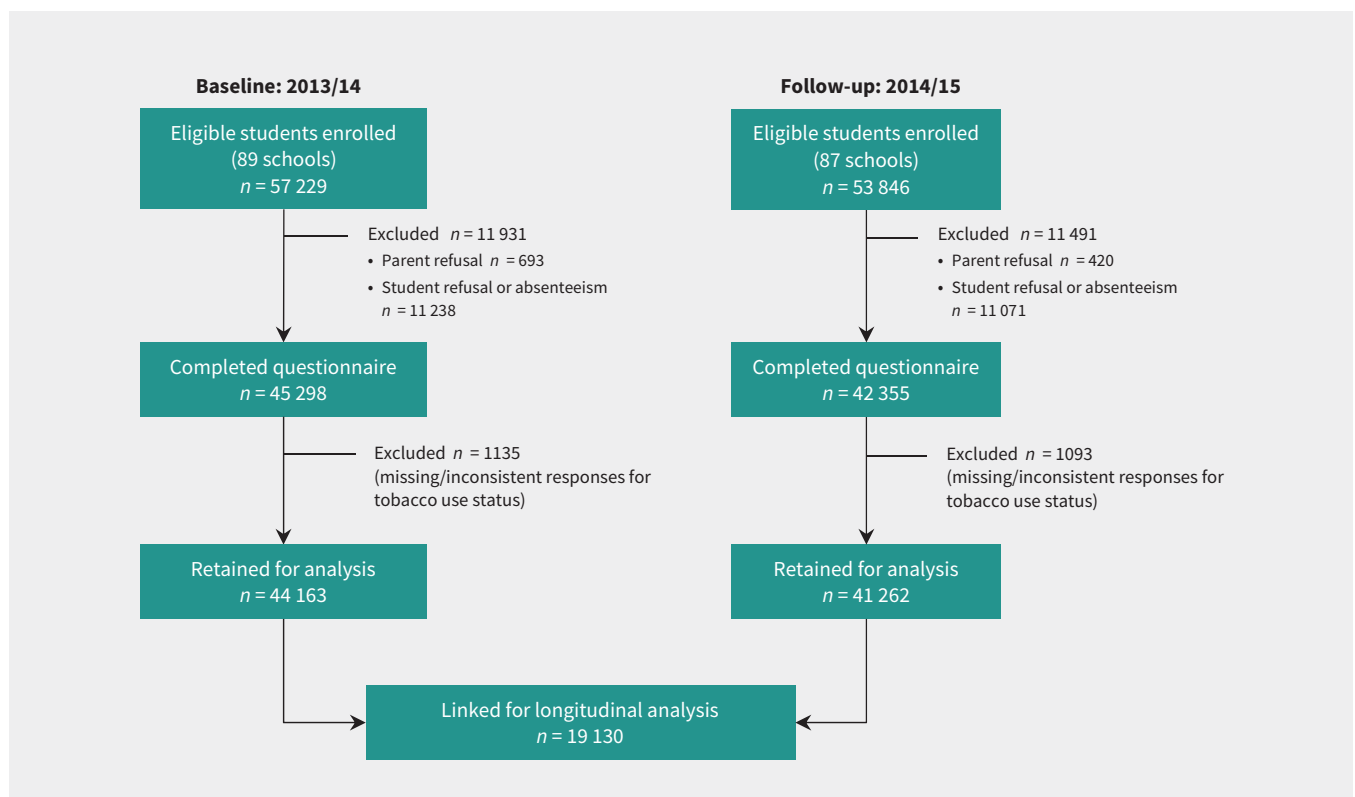 Baseline: 2013/14
Eligible students enrolled
(89 schools)
n = 57 229
Excluded n = 11 931
• Parent refusal n = 693
• Student refusal or absenteeism
n = 11 238
Completed questionnaire
n = 45 298
Excluded n = 1135
(missing/inconsistent responses for
tobacco use status)
Retained for analysis
n = 44 163
Follow-up: 2014/15
Eligible students enrolled
(87 schools)
n = 53 846
Excluded n = 11 491
• Parent refusal n = 420
• Student refusal or absenteeism
n = 11 071
Completed questionnaire
n = 42 355
Excluded n = 1093
(missing/inconsistent responses for
tobacco use status)
Retained for analysis
n = 41 262
Linked for longitudinal analysis
n = 19 130